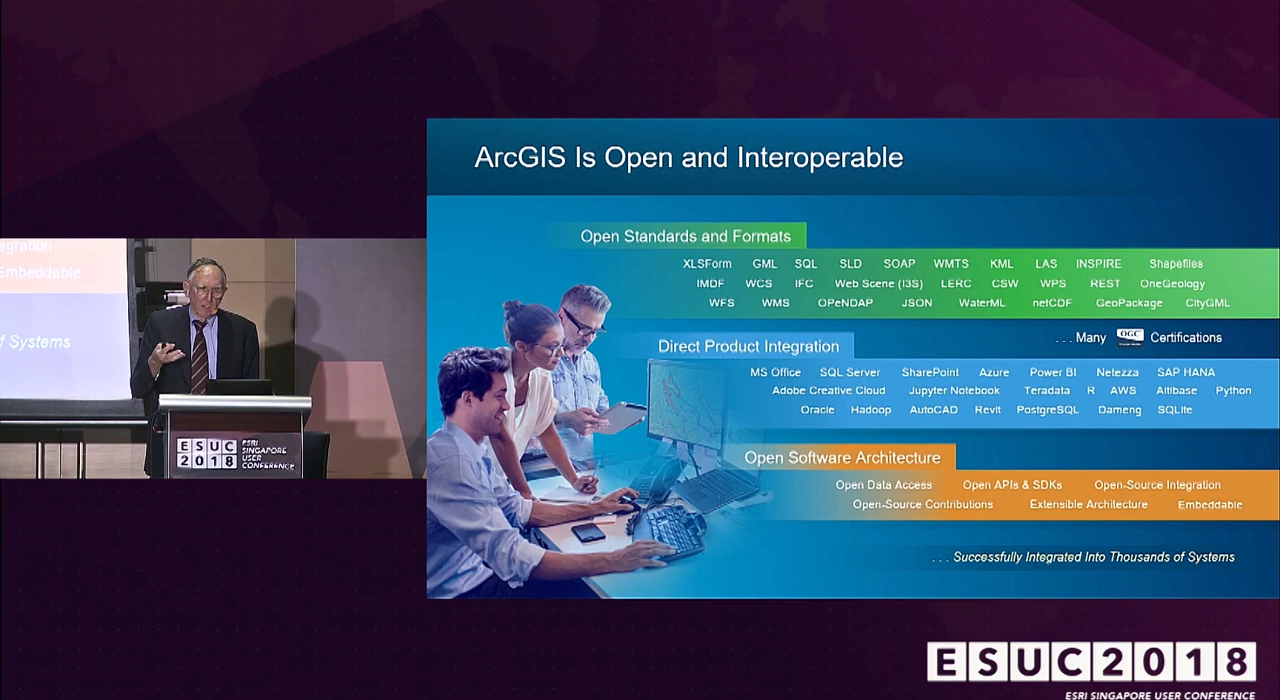 ArcGIS Is Open and Interoperable
Open Standards and Formats
XLSForm GML SQL SLD SOAP WMTS KML LAS INSPIRE Shapefiles
IMDF WCS IFC Web Scene (I3S) LERC CSW WPS REST OneGeology
WFS WMS OPeNDAP JSON WaterML netCDF GeoPackage CityGML
. . . Many OGC Certifications
Direct Product Integration
MS Office SQL Server SharePoint Azure Power BI Netezza SAP HANA
Adobe Creative Cloud Jupyter Notebook Teradata R AWS Altibase Python
Oracle Hadoop AutoCAD Revit PostgreSQL Dameng SQLite
Open Software Architecture
Open Data Access Open APIs & SDKs Open-Source Integration
Open-Source Contributions Extensible Architecture Embeddable
. . . Successfully Integrated Into Thousands of Systems
egration
Embeddable
f Systems
ESUC
2018
ESRI
SINGAPORE
USER
CONFERENCE
ESUC2018
ESRI SINGAPORE USER CONFERENCE